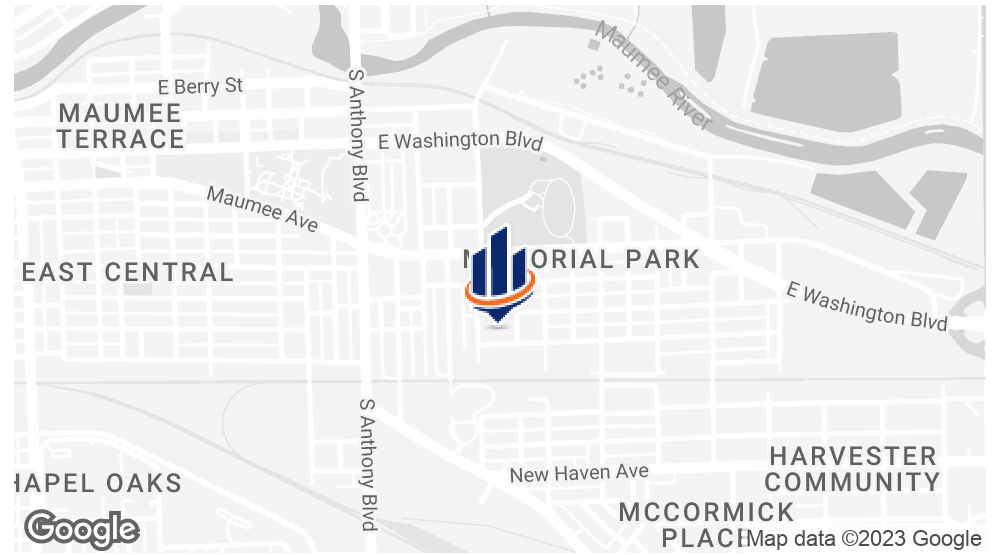 Maumee River
E Berry St
S Anthony Blvd
MAUMEE
TERRACE
E Washington Blvd
Maumee Ave
ORIAL PARK
EAST CENTRAL
E Washington Blvd
S Anthony Blvd
New Haven Ave
HARVESTER
COMMUNITY
HAPEL OAKS
MCCORMICK
PLAC
Google
Map data ©2023 Google